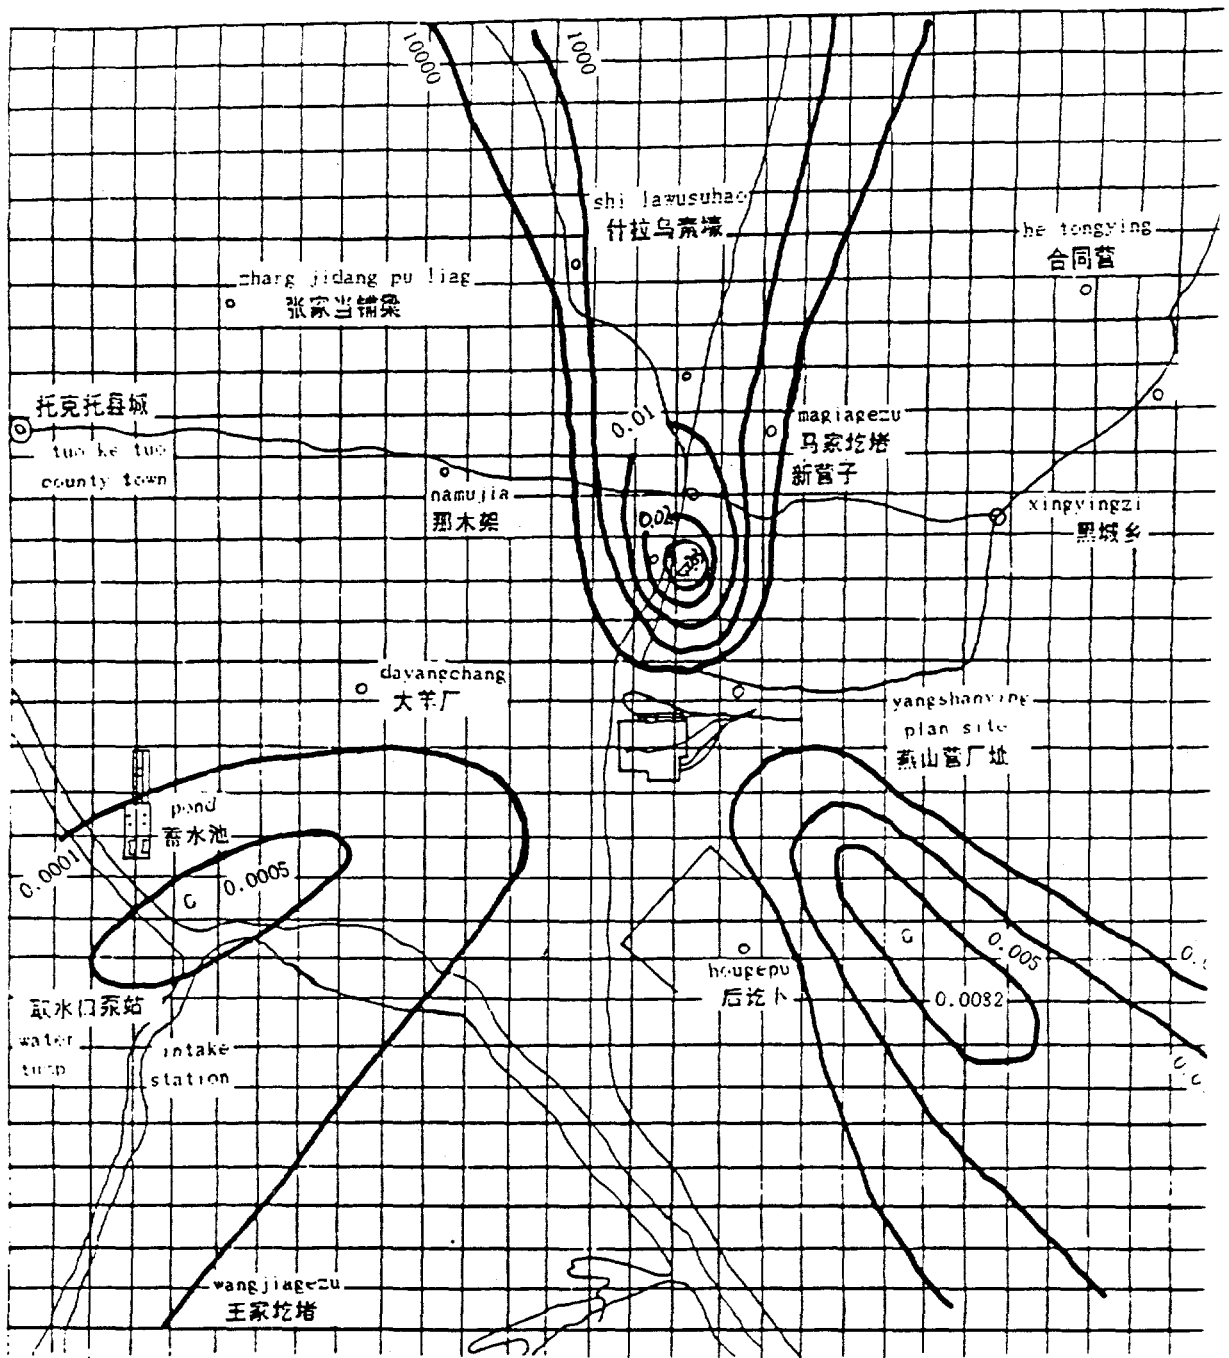 10000
1000
shi lawusuhao
什拉乌素壕
he tongying
合同营
zhang jidang pu liag
张家当铺梁
托克托县城
tuo ke tuo
county town
0.01
magiagezu
马家圪堵
新营子
namujia
那木架
xingyingzi
黑城乡
0.02
dayangchang
大羊厂
yangshanying
plan site
燕山营厂址
pond
蓄水池
0.0001
C 0.0005
C
0.005
0.0082
hougepu
后讫卜
取水口泵站
water
intake
station
wangjiagezu
王家圪堵